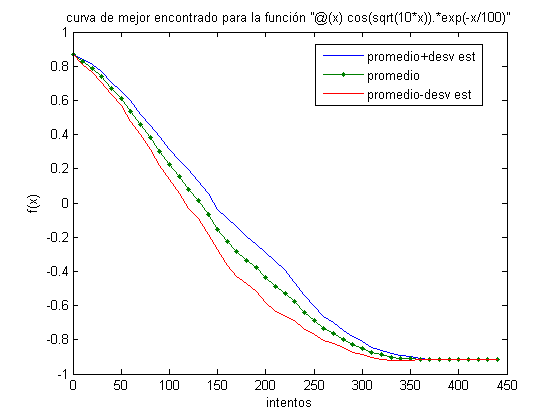 curva de mejor encontrado para la función "@(x) cos(sqrt(10*x)).*exp(-x/100)"
promedio+desv est
promedio
promedio-desv est
1
0.8
0.6
0.4
0.2
0
-0.2
-0.4
-0.6
-0.8
-1
f(x)
0 50 100 150 200 250 300 350 400 450
intentos